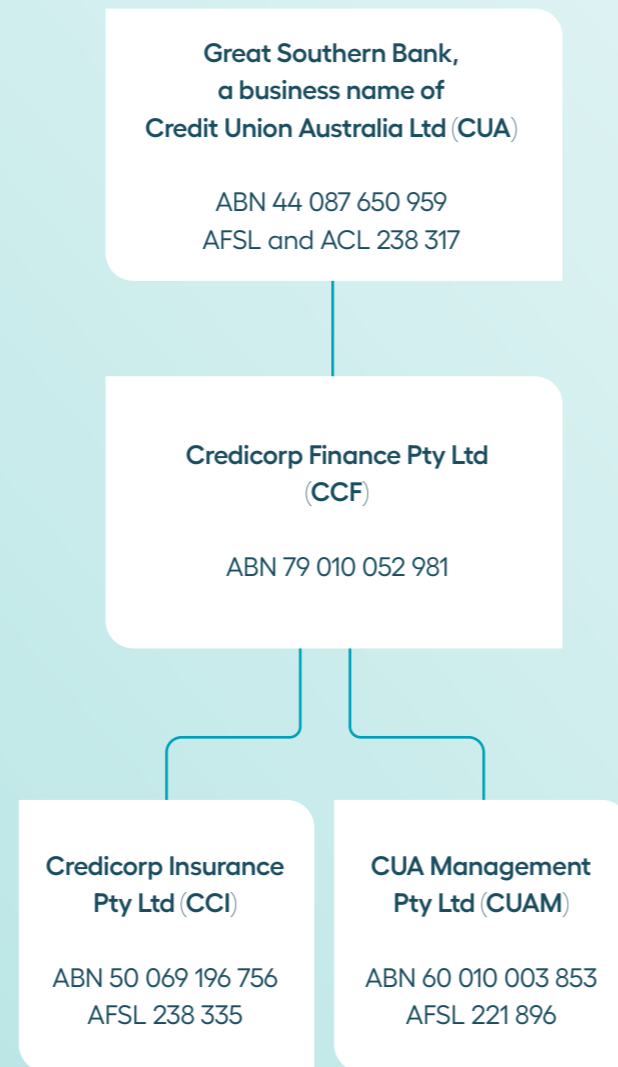 Great Southern Bank,
a business name of
Credit Union Australia Ltd (CUA)
ABN 44 087 650 959
AFSL and ACL 238 317
Credicorp Finance Pty Ltd
(CCF)
ABN 79 010 052 981
Credicorp Insurance
Pty Ltd (CCI)
ABN 50 069 196 756
AFSL 238 335
CUA Management
Pty Ltd (CUAM)
ABN 60 010 003 853
AFSL 221 896